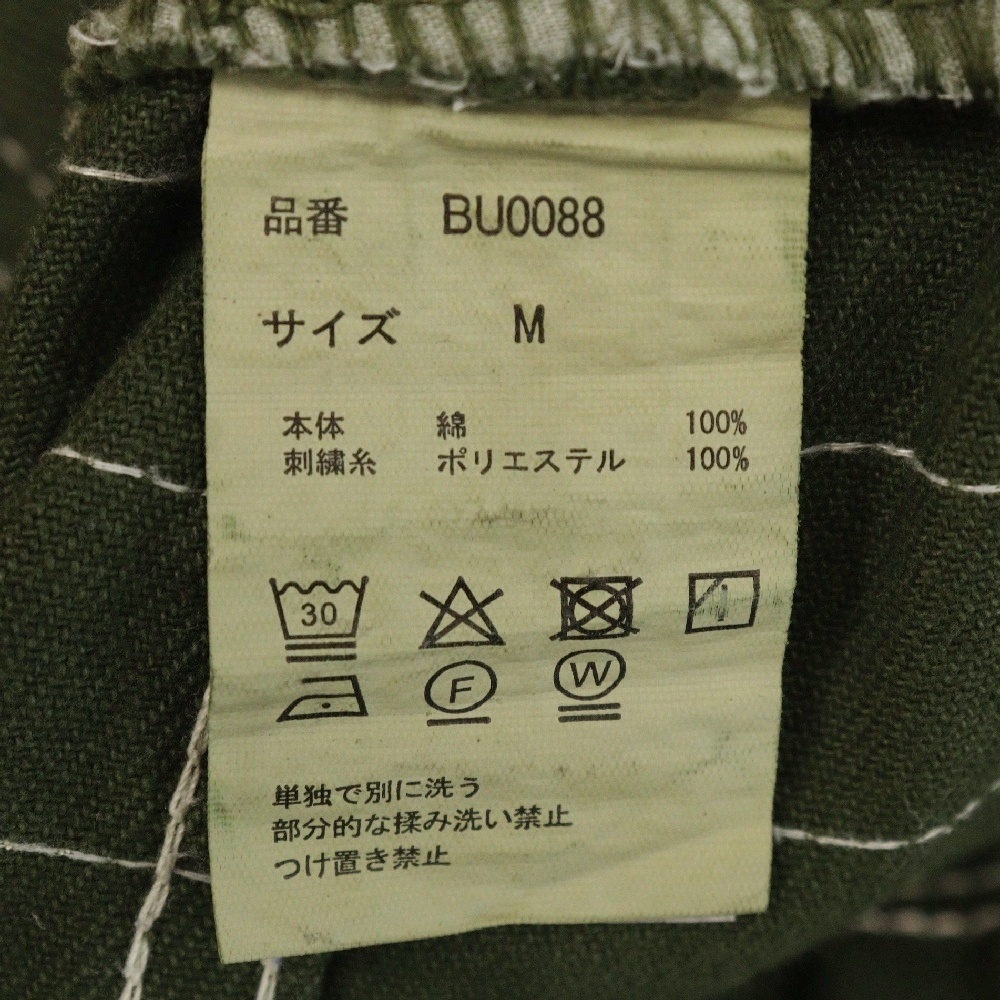 品番 BU0088
サイズ M
本体 綿 100%
刺繍糸 ポリエステル 100%
30
F W
単独で別に洗う
部分的な揉み洗い禁止
つけ置き禁止